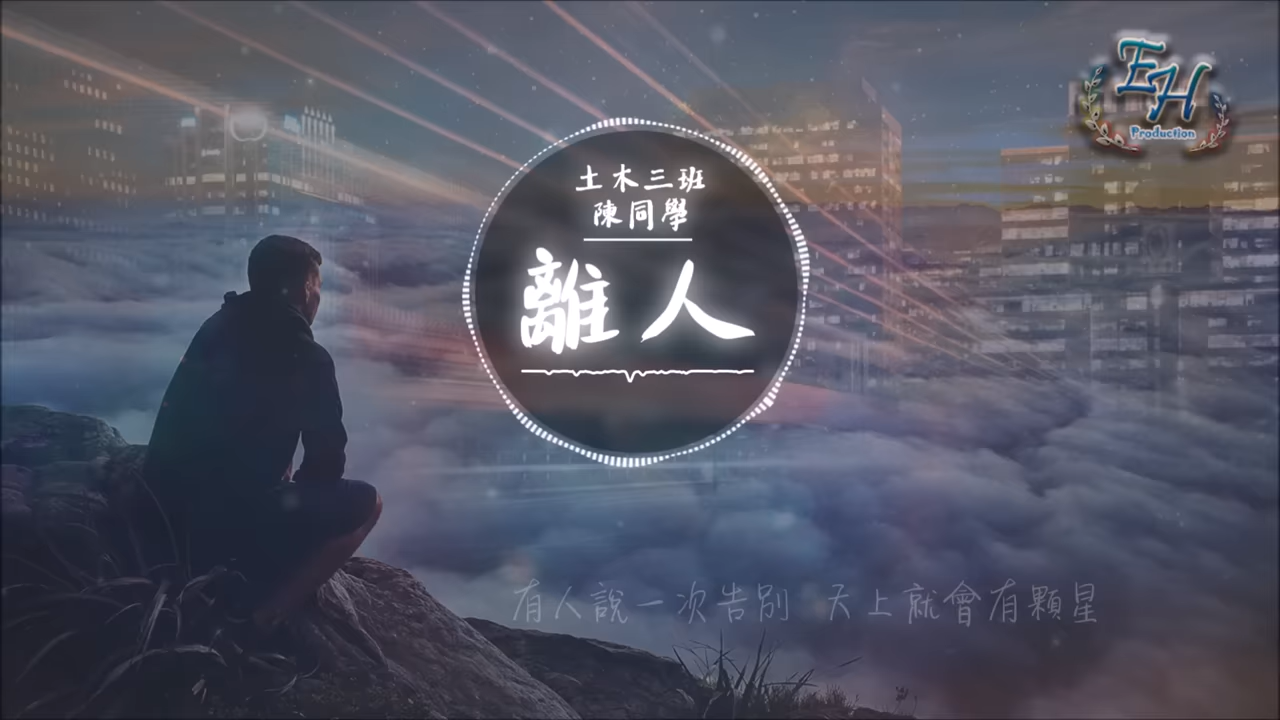 EH
Production
土木三班
陳同學
離人
有人說一次告別 天上就會有顆星